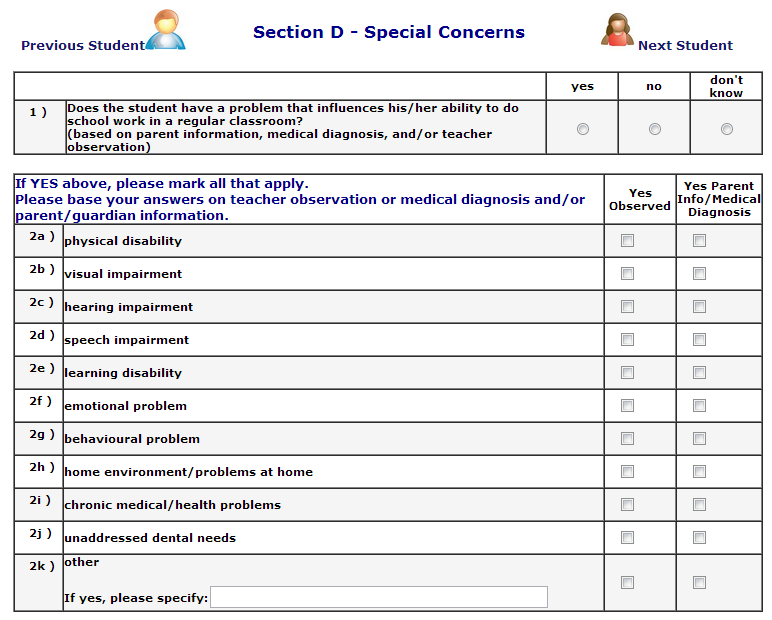 Previous Student
Section D - Special Concerns
Next Student
yes
no
don't
know
1 )
Does the student have a problem that influences his/her ability to do
school work in a regular classroom?
(based on parent information, medical diagnosis, and/or teacher
observation)
If YES above, please mark all that apply.
Please base your answers on teacher observation or medical diagnosis and/or
parent/guardian information.
Yes
Observed
Yes Parent
Info/Medical
Diagnosis
2a ) physical disability
2b ) visual impairment
2c ) hearing impairment
2d ) speech impairment
2e ) learning disability
2f ) emotional problem
2g ) behavioural problem
2h ) home environment/problems at home
2i ) chronic medical/health problems
2j ) unaddressed dental needs
2k ) other
If yes, please specify: